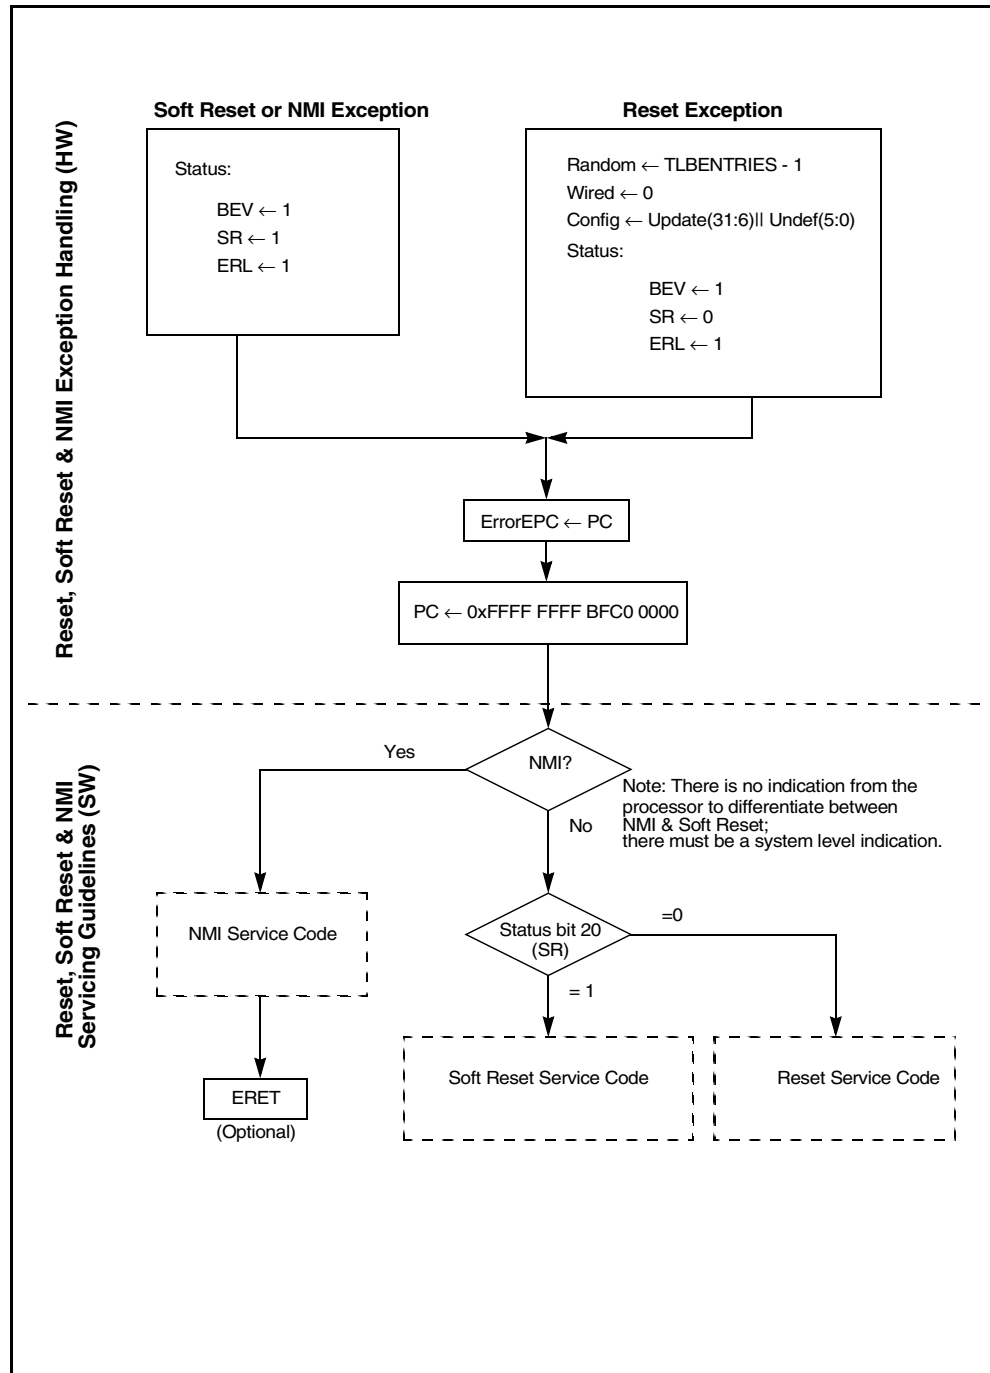 Reset, Soft Reset & NMI Exception Handling (HW)
Soft Reset or NMI Exception
Status:
BEV ← 1
SR ← 1
ERL ← 1
Reset Exception
Random ← TLBENTRIES - 1
Wired ← 0
Config ← Update(31:6)|| Undef(5:0)
Status:
BEV ← 1
SR ← 0
ERL ← 1
ErrorEPC ← PC
PC ← 0xFFFF FFFF BFC0 0000
Reset, Soft Reset & NMI
Servicing Guidelines (SW)
Yes
NMI?
No
Note: There is no indication from the
processor to differentiate between
NMI & Soft Reset;
there must be a system level indication.
NMI Service Code
Status bit 20
(SR)
=0
= 1
Soft Reset Service Code
Reset Service Code
ERET
(Optional)